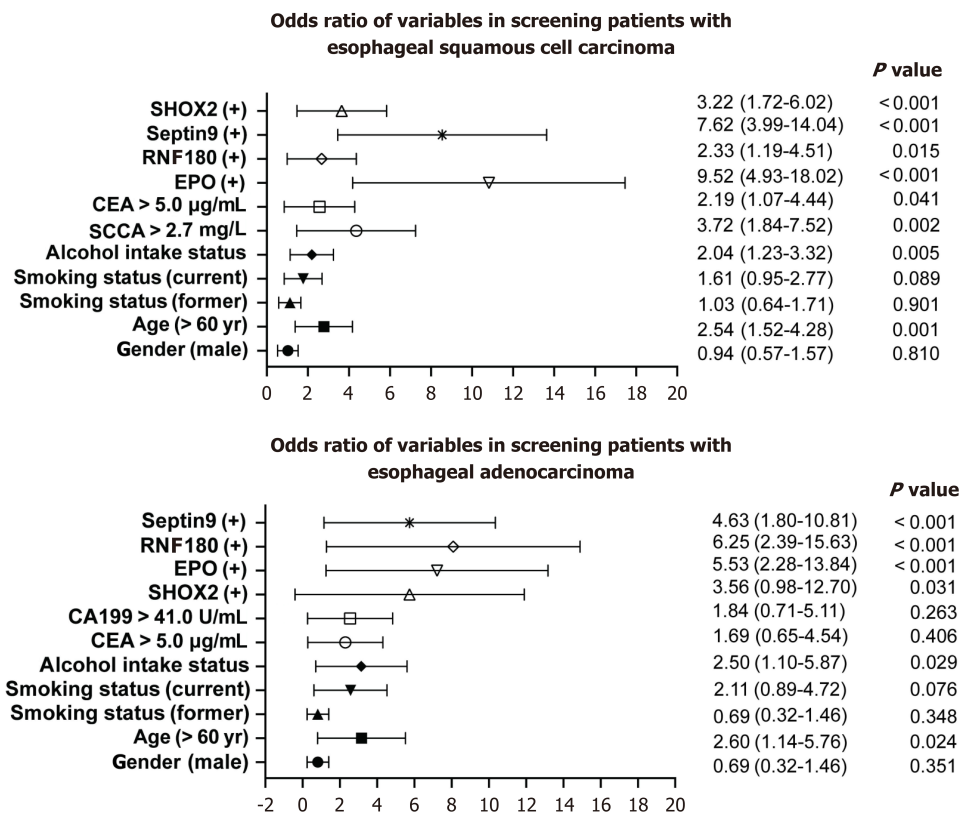 Odds ratio of variables in screening patients with
esophageal squamous cell carcinoma
P value
SHOX2 (+) 3.22 (1.72-6.02) < 0.001
Septin9 (+) 7.62 (3.99-14.04) < 0.001
RNF180 (+) 2.33 (1.19-4.51) 0.015
EPO (+) 9.52 (4.93-18.02) < 0.001
CEA > 5.0 μg/mL 2.19 (1.07-4.44) 0.041
SCCA > 2.7 mg/L 3.72 (1.84-7.52) 0.002
Alcohol intake status 2.04 (1.23-3.32) 0.005
Smoking status (current) 1.61 (0.95-2.77) 0.089
Smoking status (former) 1.03 (0.64-1.71) 0.901
Age (> 60 yr) 2.54 (1.52-4.28) 0.001
Gender (male) 0.94 (0.57-1.57) 0.810
0 2 4 6 8 10 12 14 16 18 20
Odds ratio of variables in screening patients with
esophageal adenocarcinoma
P value
Septin9 (+) 4.63 (1.80-10.81) < 0.001
RNF180 (+) 6.25 (2.39-15.63) < 0.001
EPO (+) 5.53 (2.28-13.84) < 0.001
SHOX2 (+) 3.56 (0.98-12.70) 0.031
CA199 > 41.0 U/mL 1.84 (0.71-5.11) 0.263
CEA > 5.0 μg/mL 1.69 (0.65-4.54) 0.406
Alcohol intake status 2.50 (1.10-5.87) 0.029
Smoking status (current) 2.11 (0.89-4.72) 0.076
Smoking status (former) 0.69 (0.32-1.46) 0.348
Age (> 60 yr) 2.60 (1.14-5.76) 0.024
Gender (male) 0.69 (0.32-1.46) 0.351
-2 0 2 4 6 8 10 12 14 16 18 20